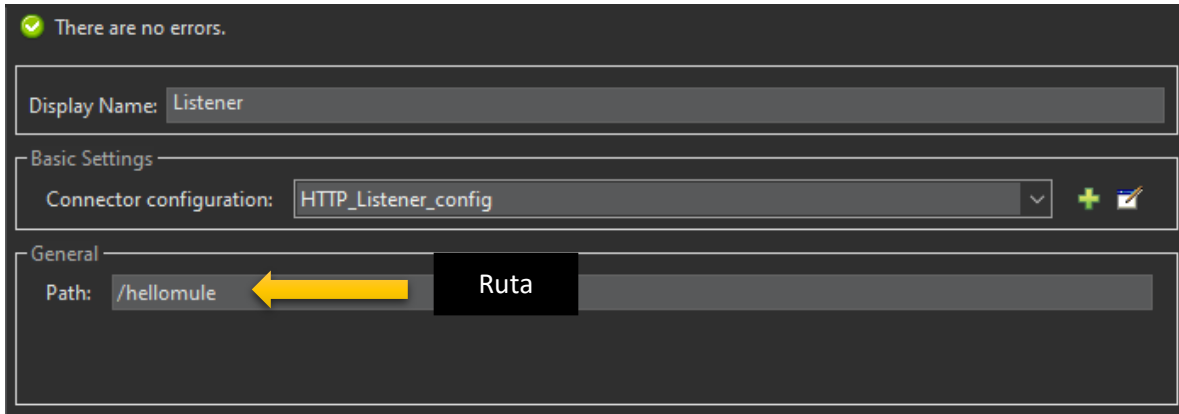 There are no errors.
Display Name: Listener
Basic Settings
Connector configuration: HTTP_Listener_config
General
Path: /hellomule Ruta